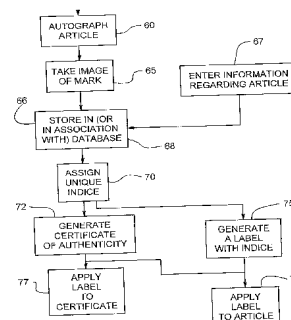 AUTOGRAPH
ARTICLE
60
TAKE IMAGE
OF MARK
65
67
ENTER INFORMATION
REGARDING ARTICLE
66
STORE IN (OR
IN ASSOCIATION
WITH) DATABASE
68
ASSIGN
UNIQUE
INDICE
70
72
GENERATE
CERTIFICATE
OF AUTHENTICITY
GENERATE
A LABEL
WITH INDICE
77
APPLY
LABEL
TO
CERTIFICATE
APPLY
LABEL
TO ARTICLE